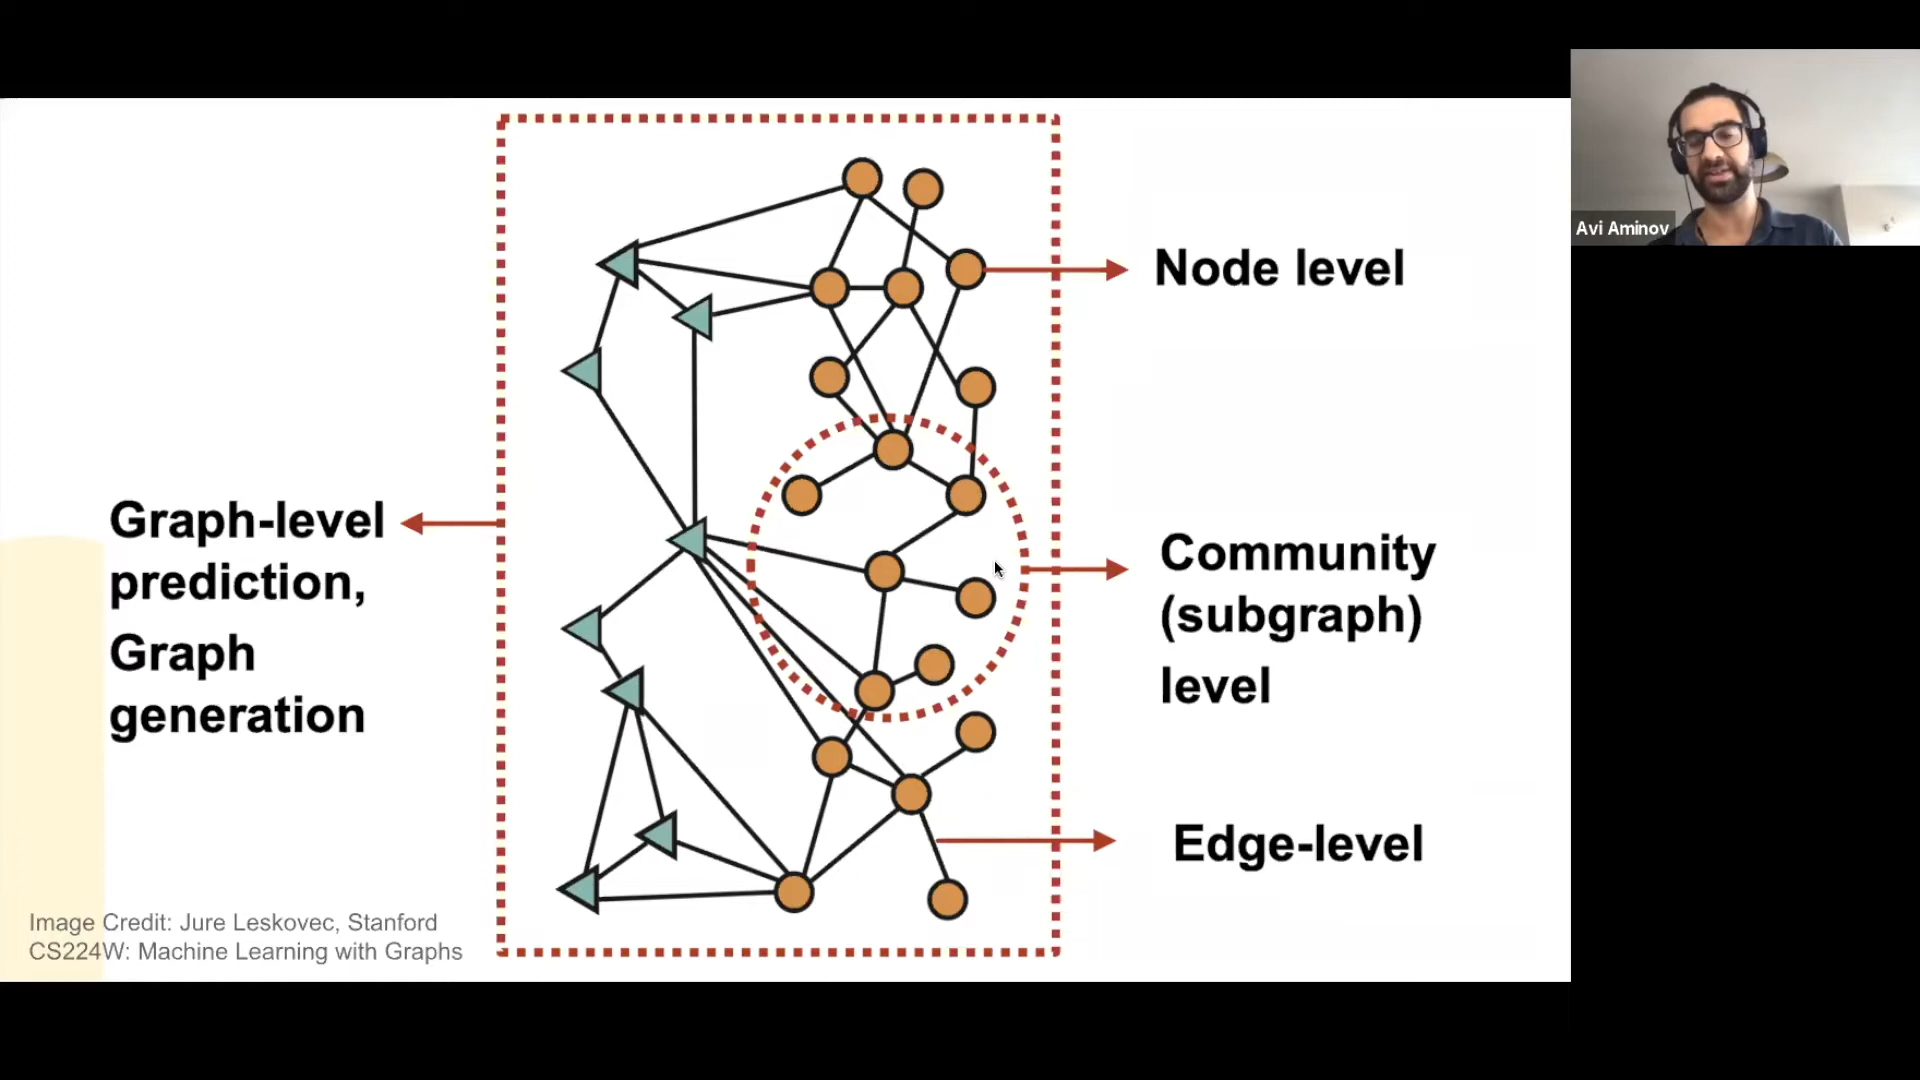 Avi Aminov
Node level
Graph-level
prediction,
Graph
generation
Community
(subgraph)
level
Edge-level
Image Credit: Jure Leskovec, Stanford
CS224W: Machine Learning with Graphs